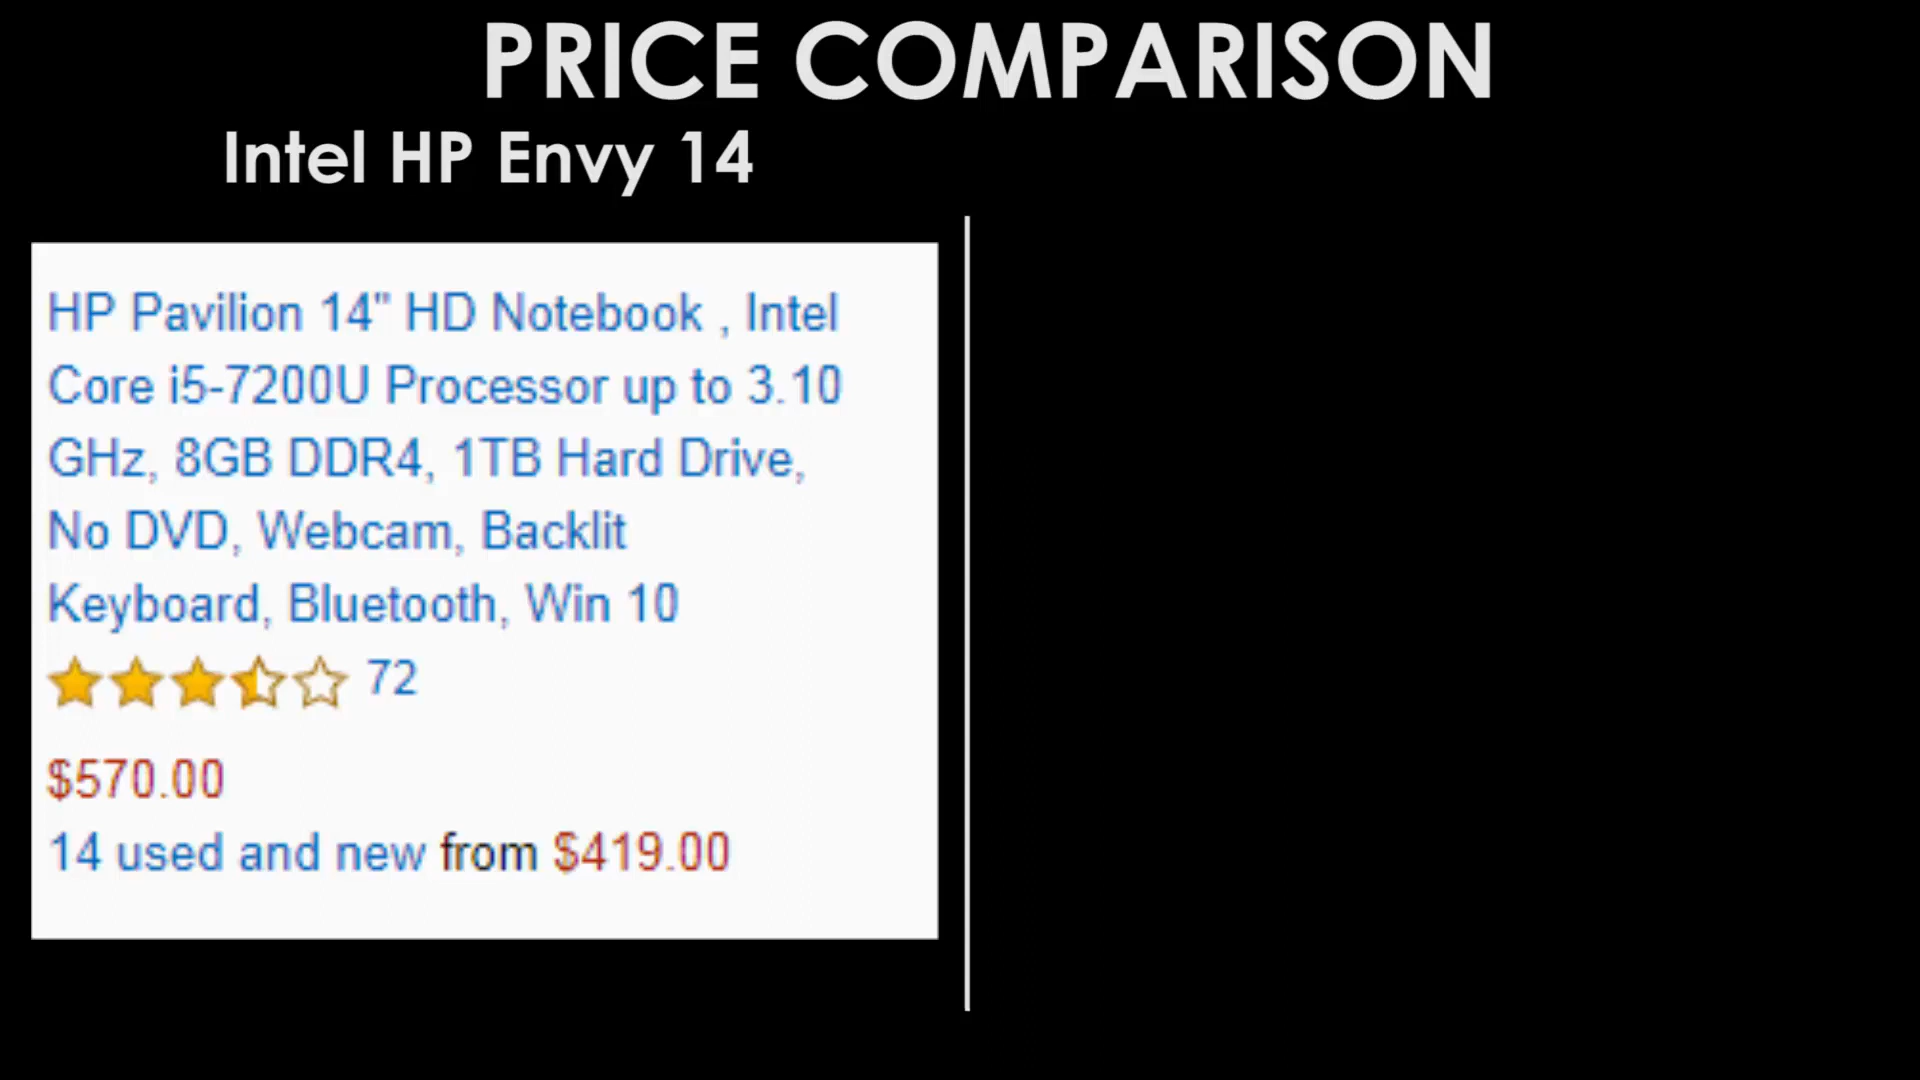 PRICE COMPARISON
Intel HP Envy 14
HP Pavilion 14" HD Notebook , Intel
Core i5-7200U Processor up to 3.10
GHz, 8GB DDR4, 1TB Hard Drive,
No DVD, Webcam, Backlit
Keyboard, Bluetooth, Win 10
72
$570.00
14 used and new from $419.00